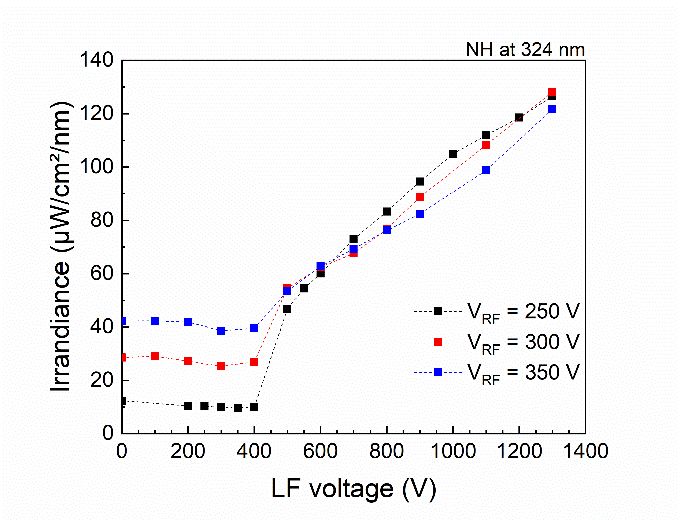 NH at 324 nm
140
120
100
80
60
40
20
0
Irrandiance (µW/cm²/nm)
V_RF = 250 V
V_RF = 300 V
V_RF = 350 V
0 200 400 600 800 1000 1200 1400
LF voltage (V)